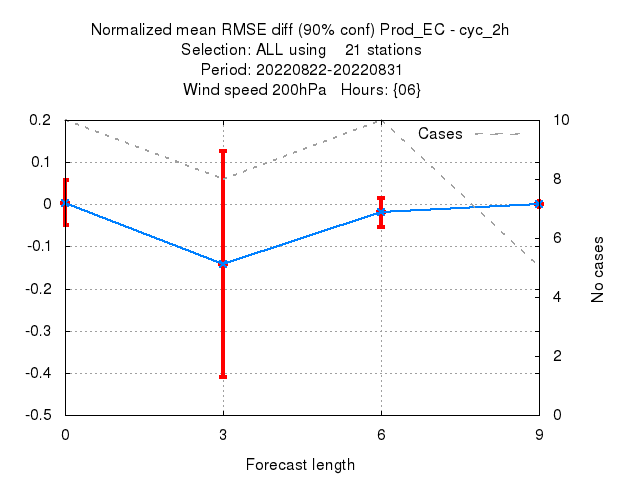 Normalized mean RMSE diff (90% conf) Prod_EC - cyc_2h
Selection: ALL using 21 stations
Period: 20220822-20220831
Wind speed 200hPa Hours: {06}
Cases
0.2
0.1
0
-0.1
-0.2
-0.3
-0.4
-0.5
10
8
6
4
2
0
No cases
0 3 6 9
Forecast length